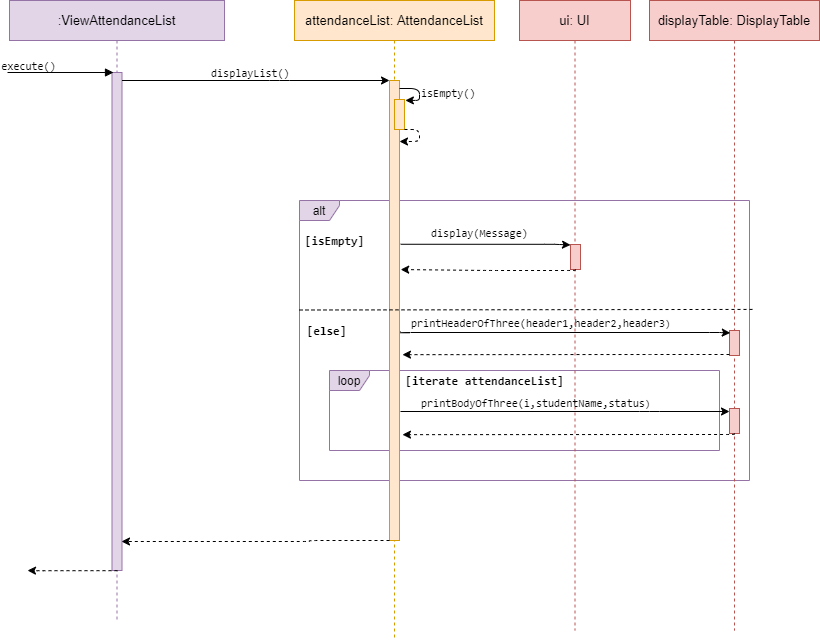 :ViewAttendanceList
attendanceList: AttendanceList
ui: UI
displayTable: DisplayTable
execute()
displayList()
isEmpty()
alt
[isEmpty]
display(Message)
[else]
printHeaderOfThree(header1,header2,header3)
loop
[iterate attendanceList]
printBodyOfThree(i,studentName,status)